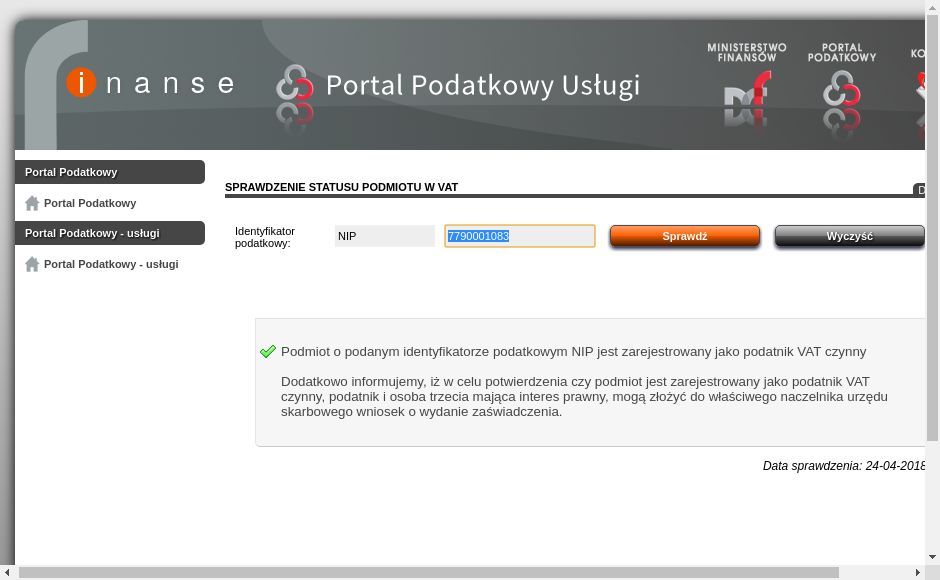 inanse
Portal Podatkowy Usługi
MINISTERSTWO
FINANSÓW
PORTAL
PODATKOWY
Portal Podatkowy
Portal Podatkowy
Portal Podatkowy - usługi
Portal Podatkowy - usługi
SPRAWDZENIE STATUSU PODMIOTU W VAT
Identyfikator
podatkowy:
NIP
7790001083
Sprawdź
Wyczyść
Podmiot o podanym identyfikatorze podatkowym NIP jest zarejestrowany jako podatnik VAT czynny
Dodatkowo informujemy, iż w celu potwierdzenia czy podmiot jest zarejestrowany jako podatnik VAT
czynny, podatnik i osoba trzecia mająca interes prawny, mogą złożyć do właściwego naczelnika urzędu
skarbowego wniosek o wydanie zaświadczenia.
Data sprawdzenia: 24-04-2018